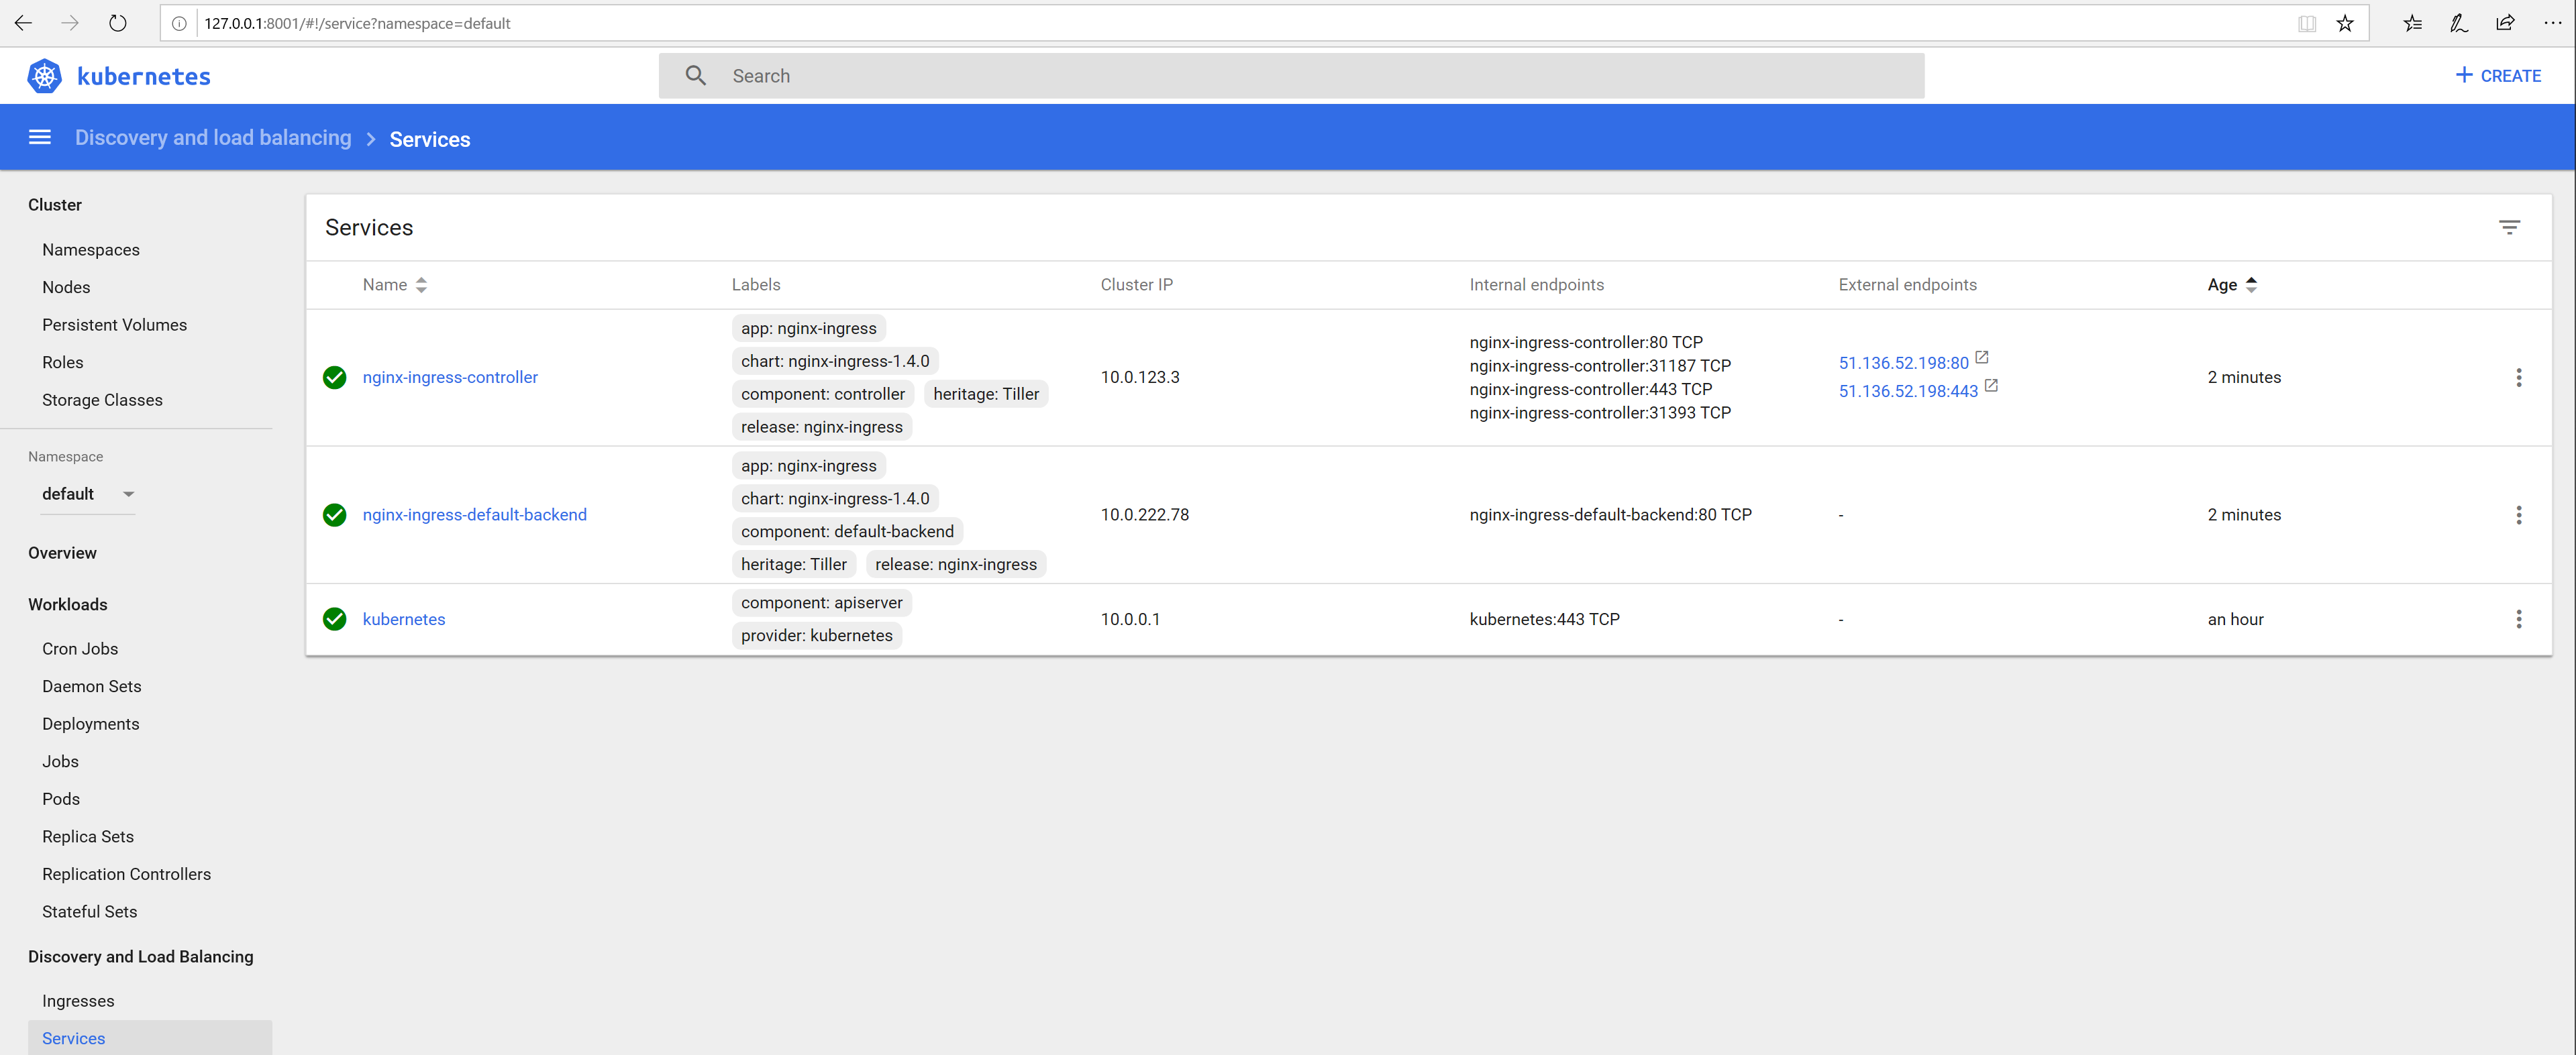 127.0.0.1:8001/#!/service?namespace=default
kubernetes
Search
CREATE
Discovery and load balancing > Services
Cluster
Namespaces
Nodes
Persistent Volumes
Roles
Storage Classes
Namespace
default
Overview
Workloads
Cron Jobs
Daemon Sets
Deployments
Jobs
Pods
Replica Sets
Replication Controllers
Stateful Sets
Discovery and Load Balancing
Ingresses
Services
Services
Name Labels Cluster IP Internal endpoints External endpoints Age
nginx-ingress-controller
app: nginx-ingress
chart: nginx-ingress-1.4.0
component: controller heritage: Tiller
release: nginx-ingress
10.0.123.3
nginx-ingress-controller:80 TCP
nginx-ingress-controller:31187 TCP
nginx-ingress-controller:443 TCP
nginx-ingress-controller:31393 TCP
51.136.52.198:80
51.136.52.198:443
2 minutes
nginx-ingress-default-backend
app: nginx-ingress
chart: nginx-ingress-1.4.0
component: default-backend
heritage: Tiller release: nginx-ingress
10.0.222.78
nginx-ingress-default-backend:80 TCP
-
2 minutes
kubernetes
component: apiserver
provider: kubernetes
10.0.0.1
kubernetes:443 TCP
-
an hour